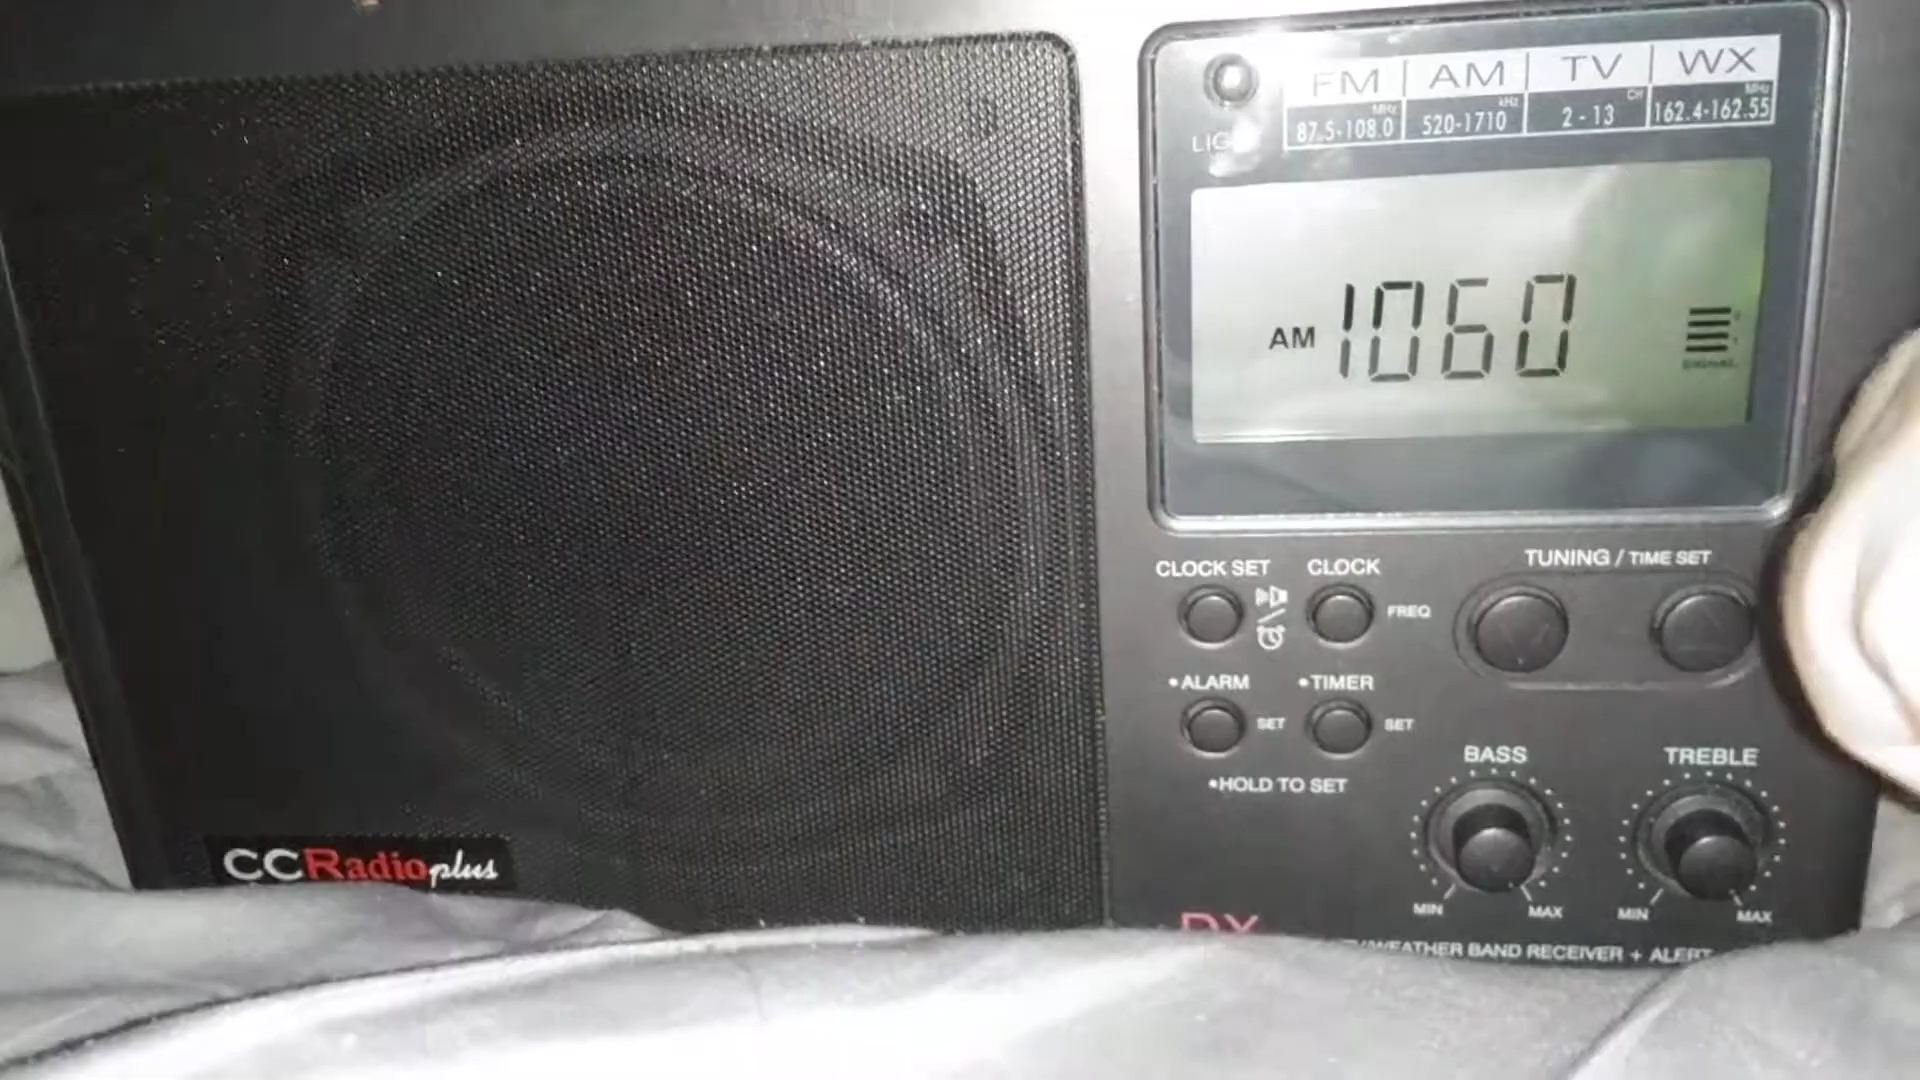 FM AM TV WX
MHz kHz CH MHz
87.5-108.0 520-1710 2 - 13 162.4-162.55
AM 1060
SIGNAL
CLOCK SET CLOCK TUNING / TIME SET
FREQ
•ALARM •TIMER
SET SET
BASS TREBLE
•HOLD TO SET
CCRadioplus
MIN MAX MIN MAX
DX
WEATHER BAND RECEIVER + ALERT